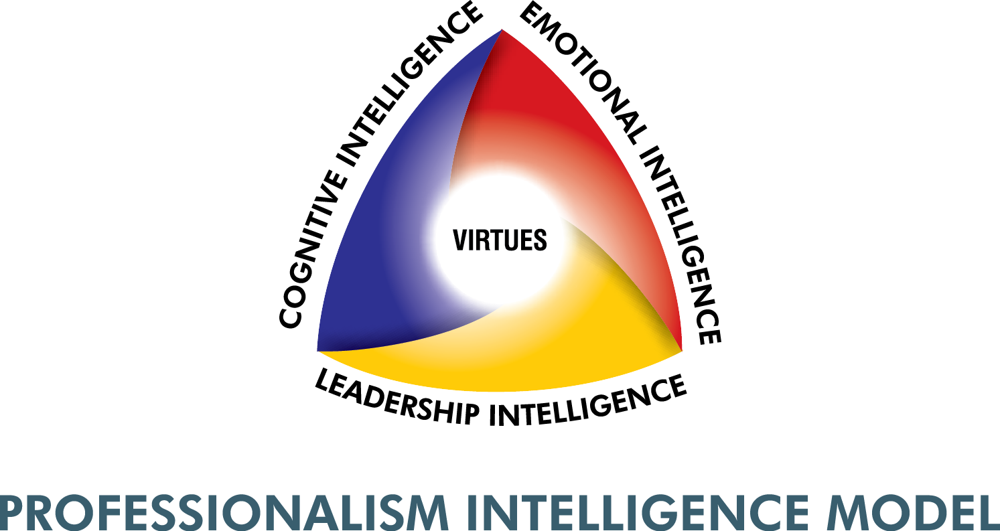 COGNITIVE INTELLIGENCE
EMOTIONAL INTELLIGENCE
VIRTUES
LEADERSHIP INTELLIGENCE
PROFESSIONALISM INTELLIGENCE MODEL